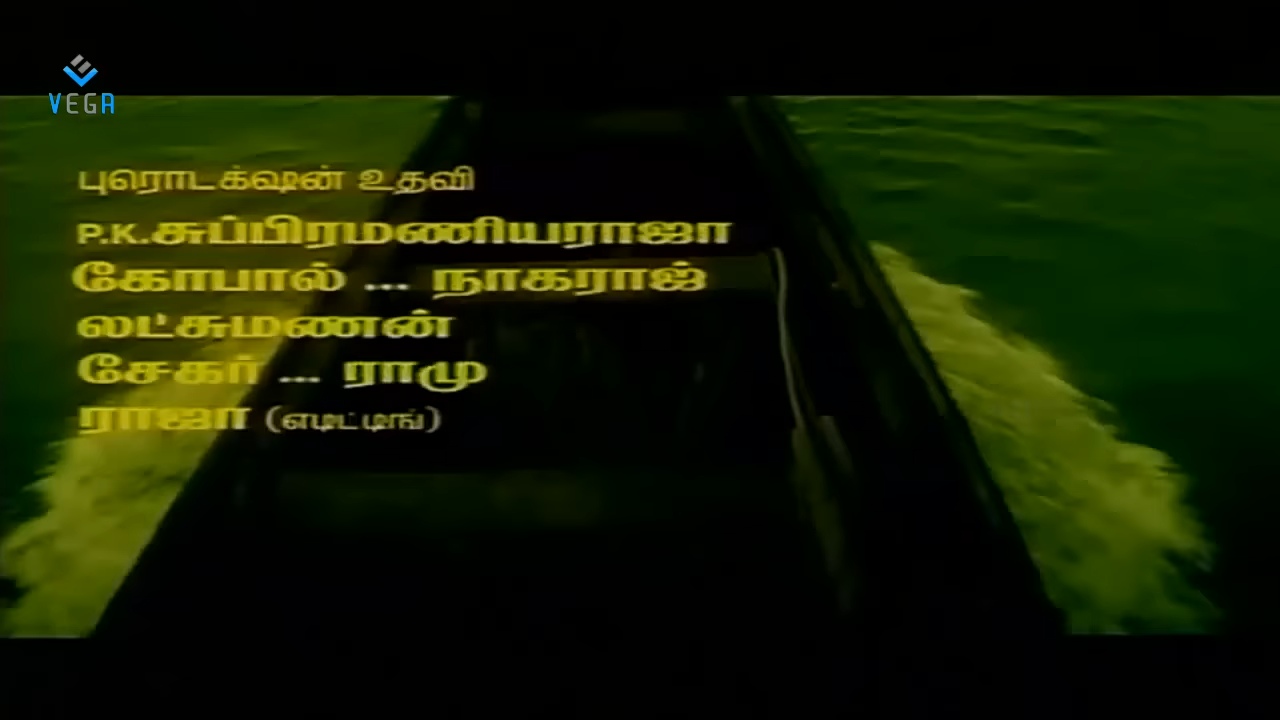 VEGA
புரொடக்ஷன் உதவி
P.K.சுப்பிரமணியராஜா
கோபால் ... நாகராஜ்
லட்சுமணன்
சேகர் ... ராமு
ராஜா (எடிட்டிங்)